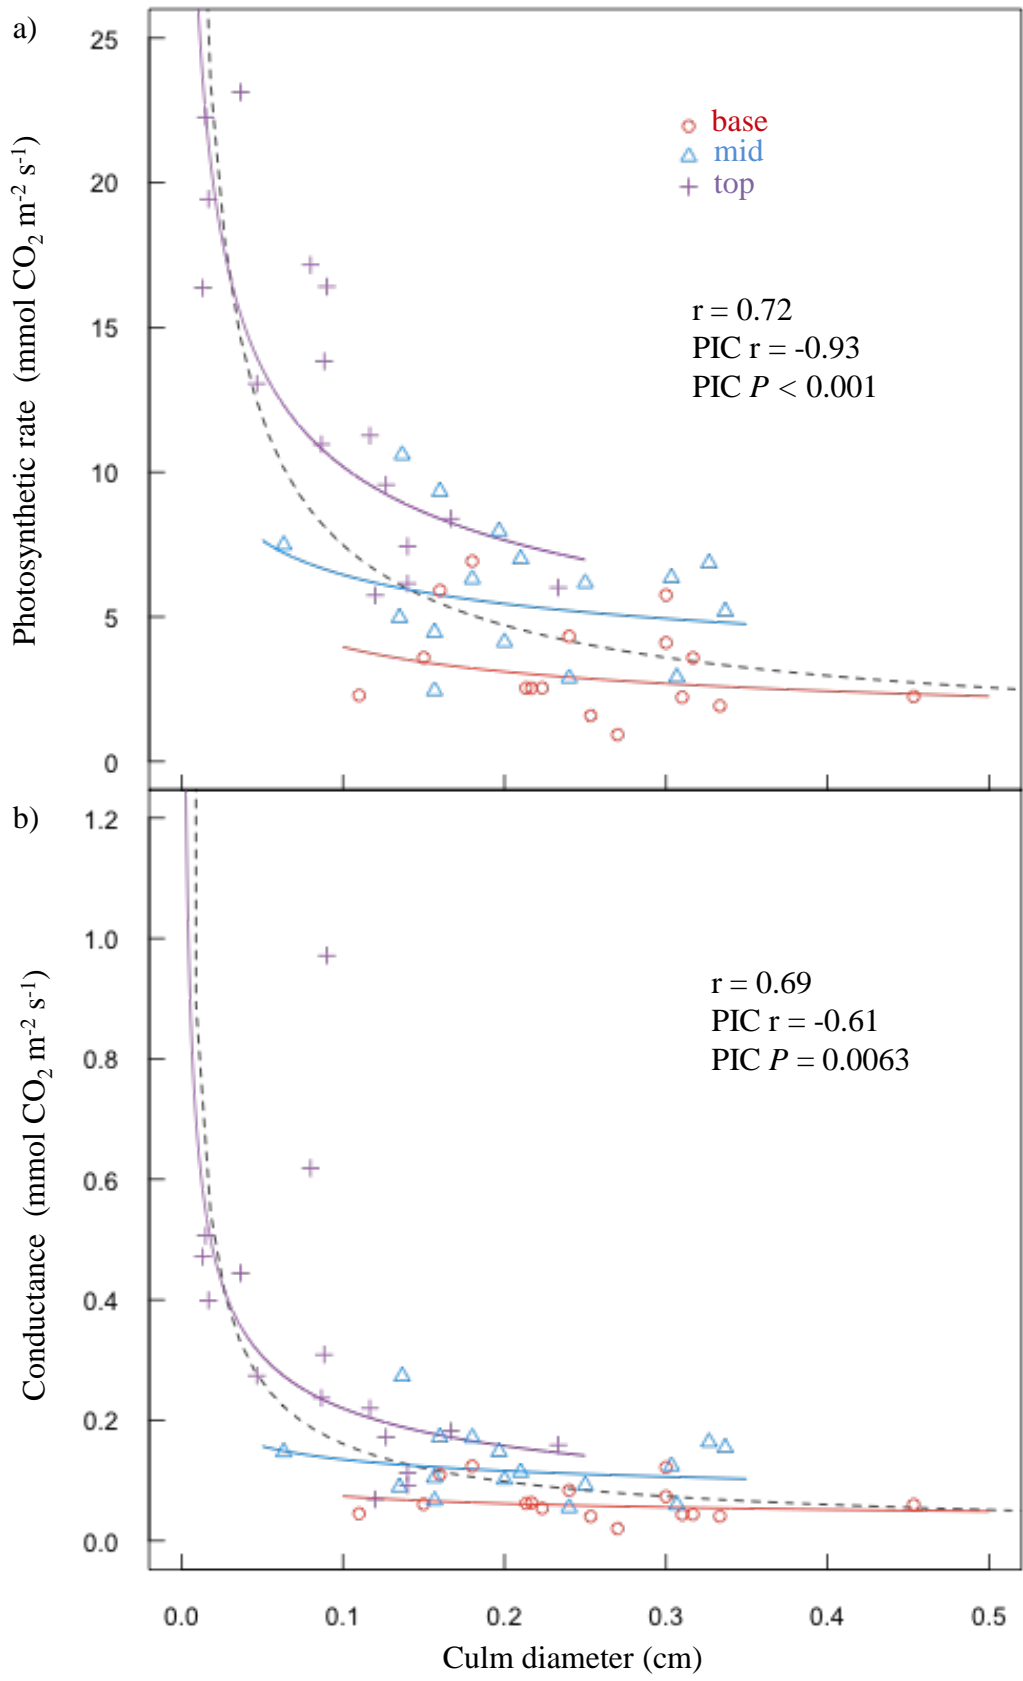 a)
Photosynthetic rate (mmol CO₂ m⁻² s⁻¹)
25
20
15
10
5
0
base
mid
top
r = 0.72
PIC r = -0.93
PIC P < 0.001
b)
Conductance (mmol CO₂ m⁻² s⁻¹)
1.2
1.0
0.8
0.6
0.4
0.2
0.0
r = 0.69
PIC r = -0.61
PIC P = 0.0063
0.0 0.1 0.2 0.3 0.4 0.5
Culm diameter (cm)